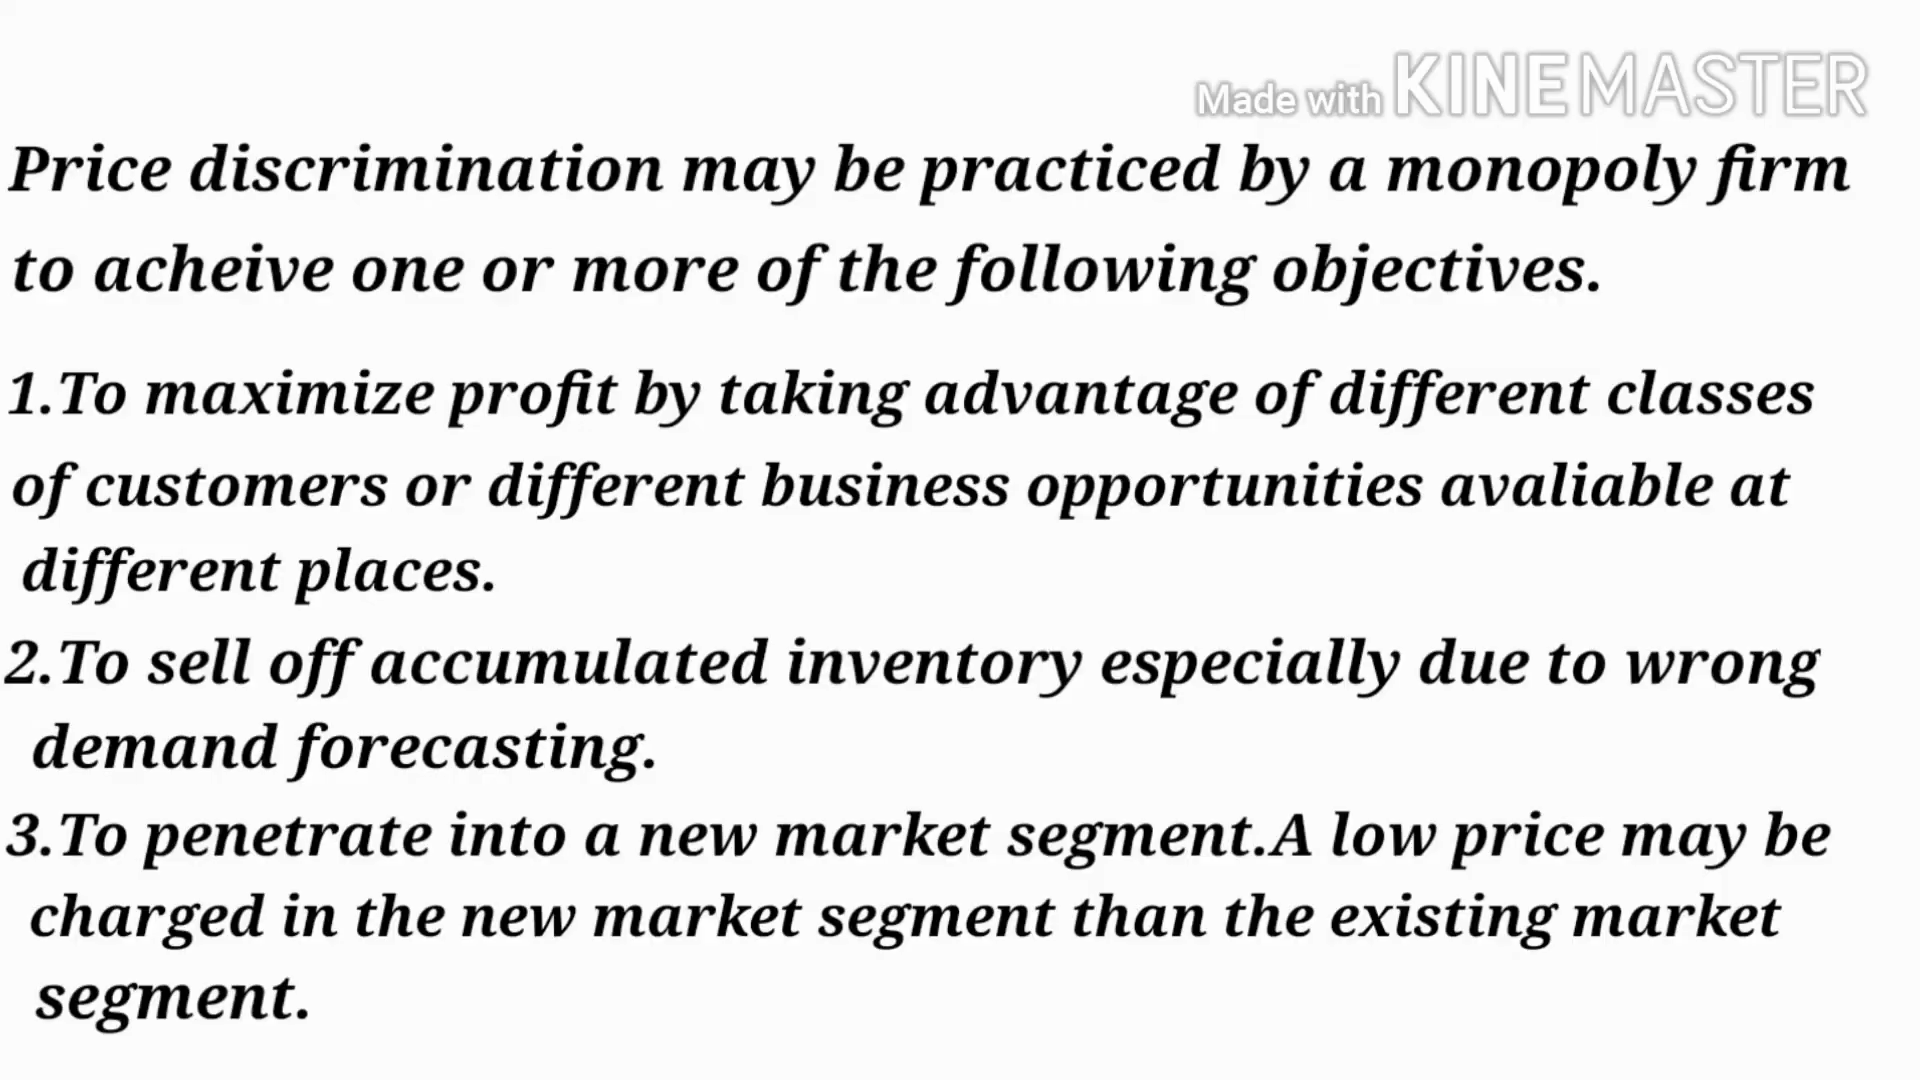 Made with KINEMASTER
Price discrimination may be practiced by a monopoly firm
to acheive one or more of the following objectives.
1.To maximize profit by taking advantage of different classes
of customers or different business opportunities avaliable at
different places.
2.To sell off accumulated inventory especially due to wrong
demand forecasting.
3.To penetrate into a new market segment.A low price may be
charged in the new market segment than the existing market
segment.